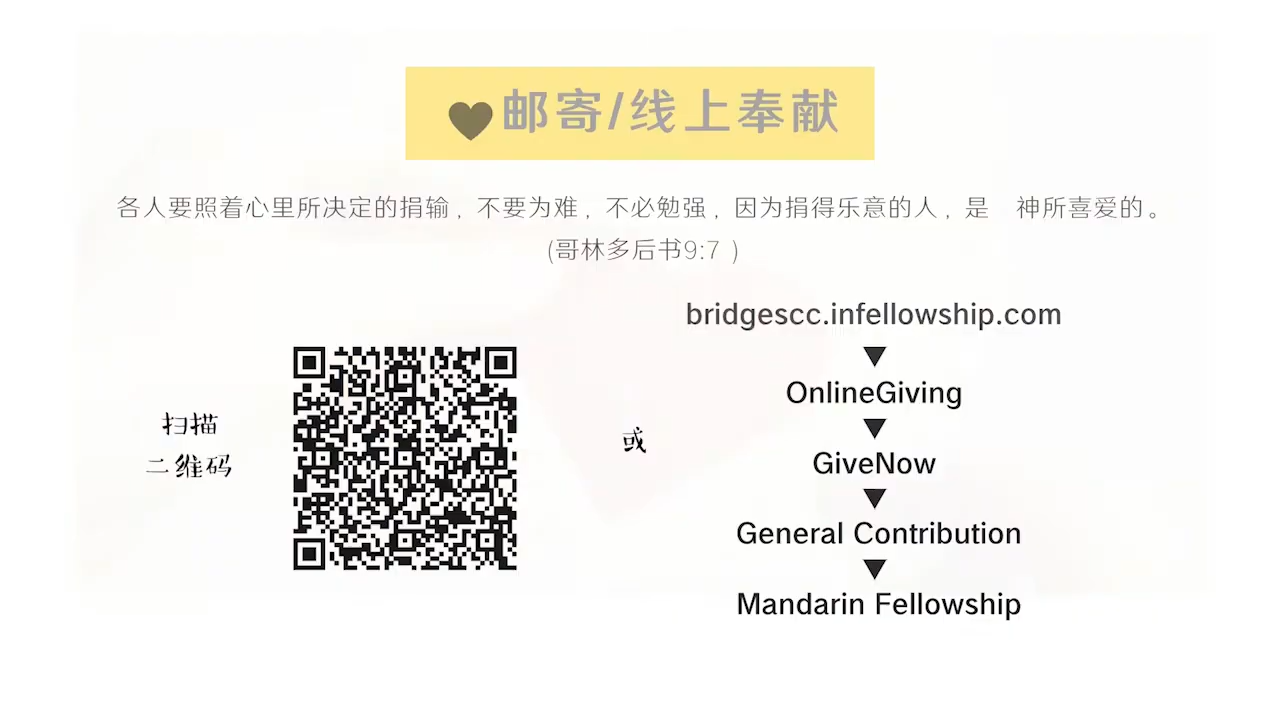 邮寄/线上奉献
各人要照着心里所决定的捐输，不要为难，不必勉强，因为捐得乐意的人，是　神所喜爱的。
(哥林多后书9:7 )
bridgescc.infellowship.com
OnlineGiving
GiveNow
General Contribution
Mandarin Fellowship
扫描
二维码
或